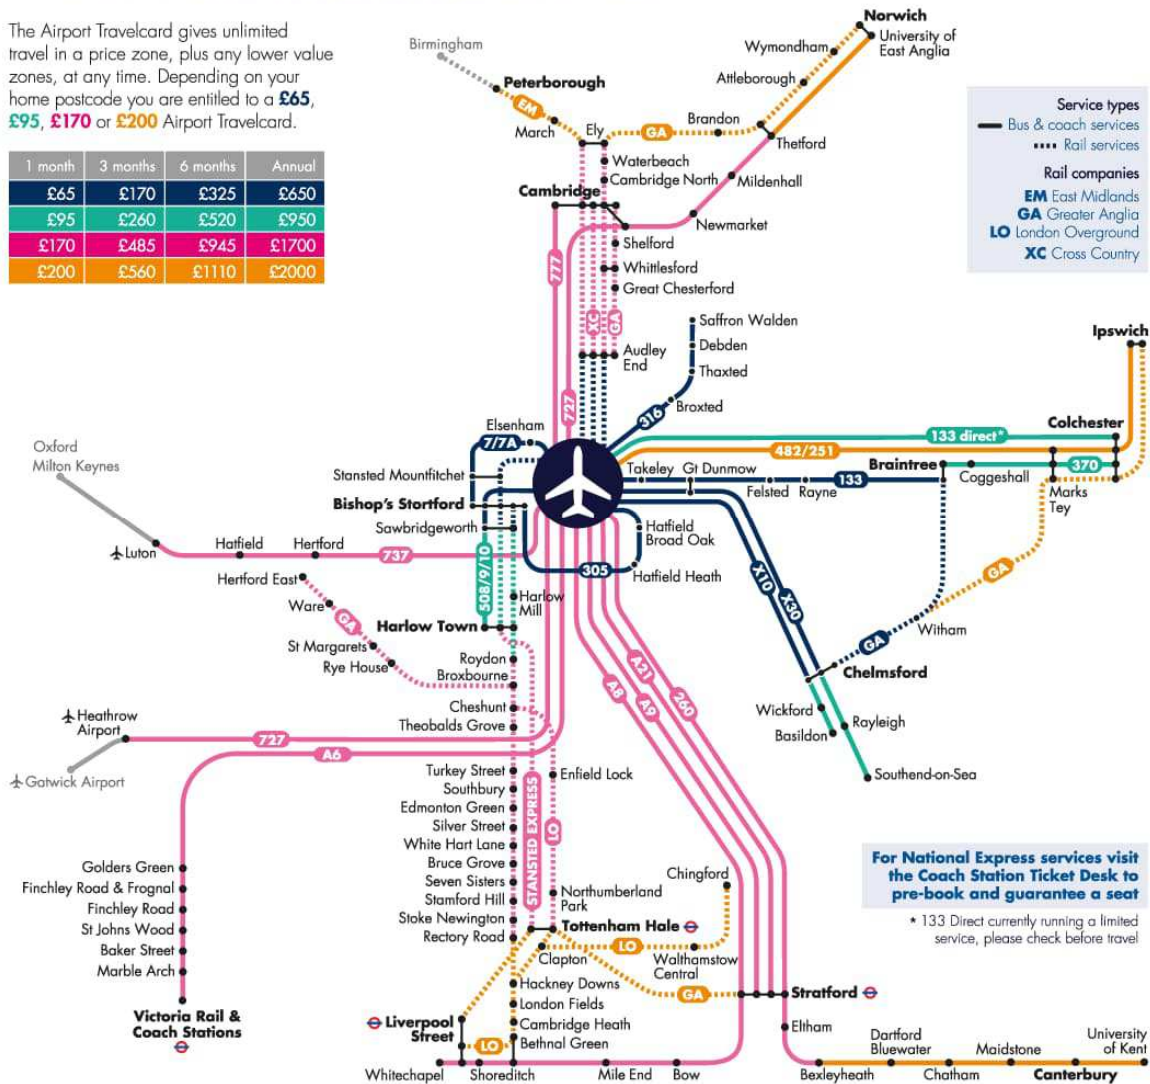 The Airport Travelcard gives unlimited
travel in a price zone, plus any lower value
zones, at any time. Depending on your
home postcode you are entitled to a £65,
£95, £170 or £200 Airport Travelcard.
1 month 3 months 6 months Annual
£65 £170 £325 £650
£95 £260 £520 £950
£170 £485 £945 £1700
£200 £560 £1110 £2000
Service types
Bus & coach services
Rail services
Rail companies
EM East Midlands
GA Greater Anglia
LO London Overground
XC Cross Country
Birmingham
Peterborough
EM
March
Ely
GA
Brandon
Attleborough
Wymondham
Norwich
University of
East Anglia
Thetford
Waterbeach
Cambridge North
Mildenhall
Cambridge
Newmarket
Shelford
Whittlesford
Great Chesterford
777
XC
GA
Audley
End
727
Saffron Walden
Debden
Thaxted
Broxted
316
Ipswich
Colchester
133 direct*
482/251
Elsenham
7/7A
Oxford
Milton Keynes
Stansted Mountfitchet
Bishop's Stortford
Sawbridgeworth
Takeley
Gt Dunmow
Felsted
Rayne
133
Braintree
Coggeshall
370
Marks
Tey
Hatfield
Broad Oak
Hatfield Heath
305
Luton
Hatfield
Hertford
737
Hertford East
Ware
GA
St Margarets
Rye House
508/9/10
Harlow
Mill
Harlow Town
Roydon
Broxbourne
X10
X30
GA
GA
Witham
Chelmsford
Wickford
Basildon
Rayleigh
Southend-on-Sea
A8
A9
A21
260
Cheshunt
Theobalds Grove
Heathrow
Airport
727
A6
Gatwick Airport
Turkey Street
Southbury
Edmonton Green
Silver Street
White Hart Lane
Bruce Grove
Seven Sisters
Stamford Hill
Stoke Newington
Rectory Road
STANSTED EXPRESS
LO
Enfield Lock
Northumberland
Park
Tottenham Hale
Chingford
Clapton
LO
Walthamstow
Central
Golders Green
Finchley Road & Frognal
Finchley Road
St Johns Wood
Baker Street
Marble Arch
Victoria Rail &
Coach Stations
For National Express services visit
the Coach Station Ticket Desk to
pre-book and guarantee a seat
* 133 Direct currently running a limited
service, please check before travel
Hackney Downs
London Fields
Cambridge Heath
Bethnal Green
GA
Stratford
Liverpool
Street
LO
Eltham
Whitechapel
Shoreditch
Mile End
Bow
Bexleyheath
Dartford
Bluewater
Chatham
Maidstone
Canterbury
University
of Kent